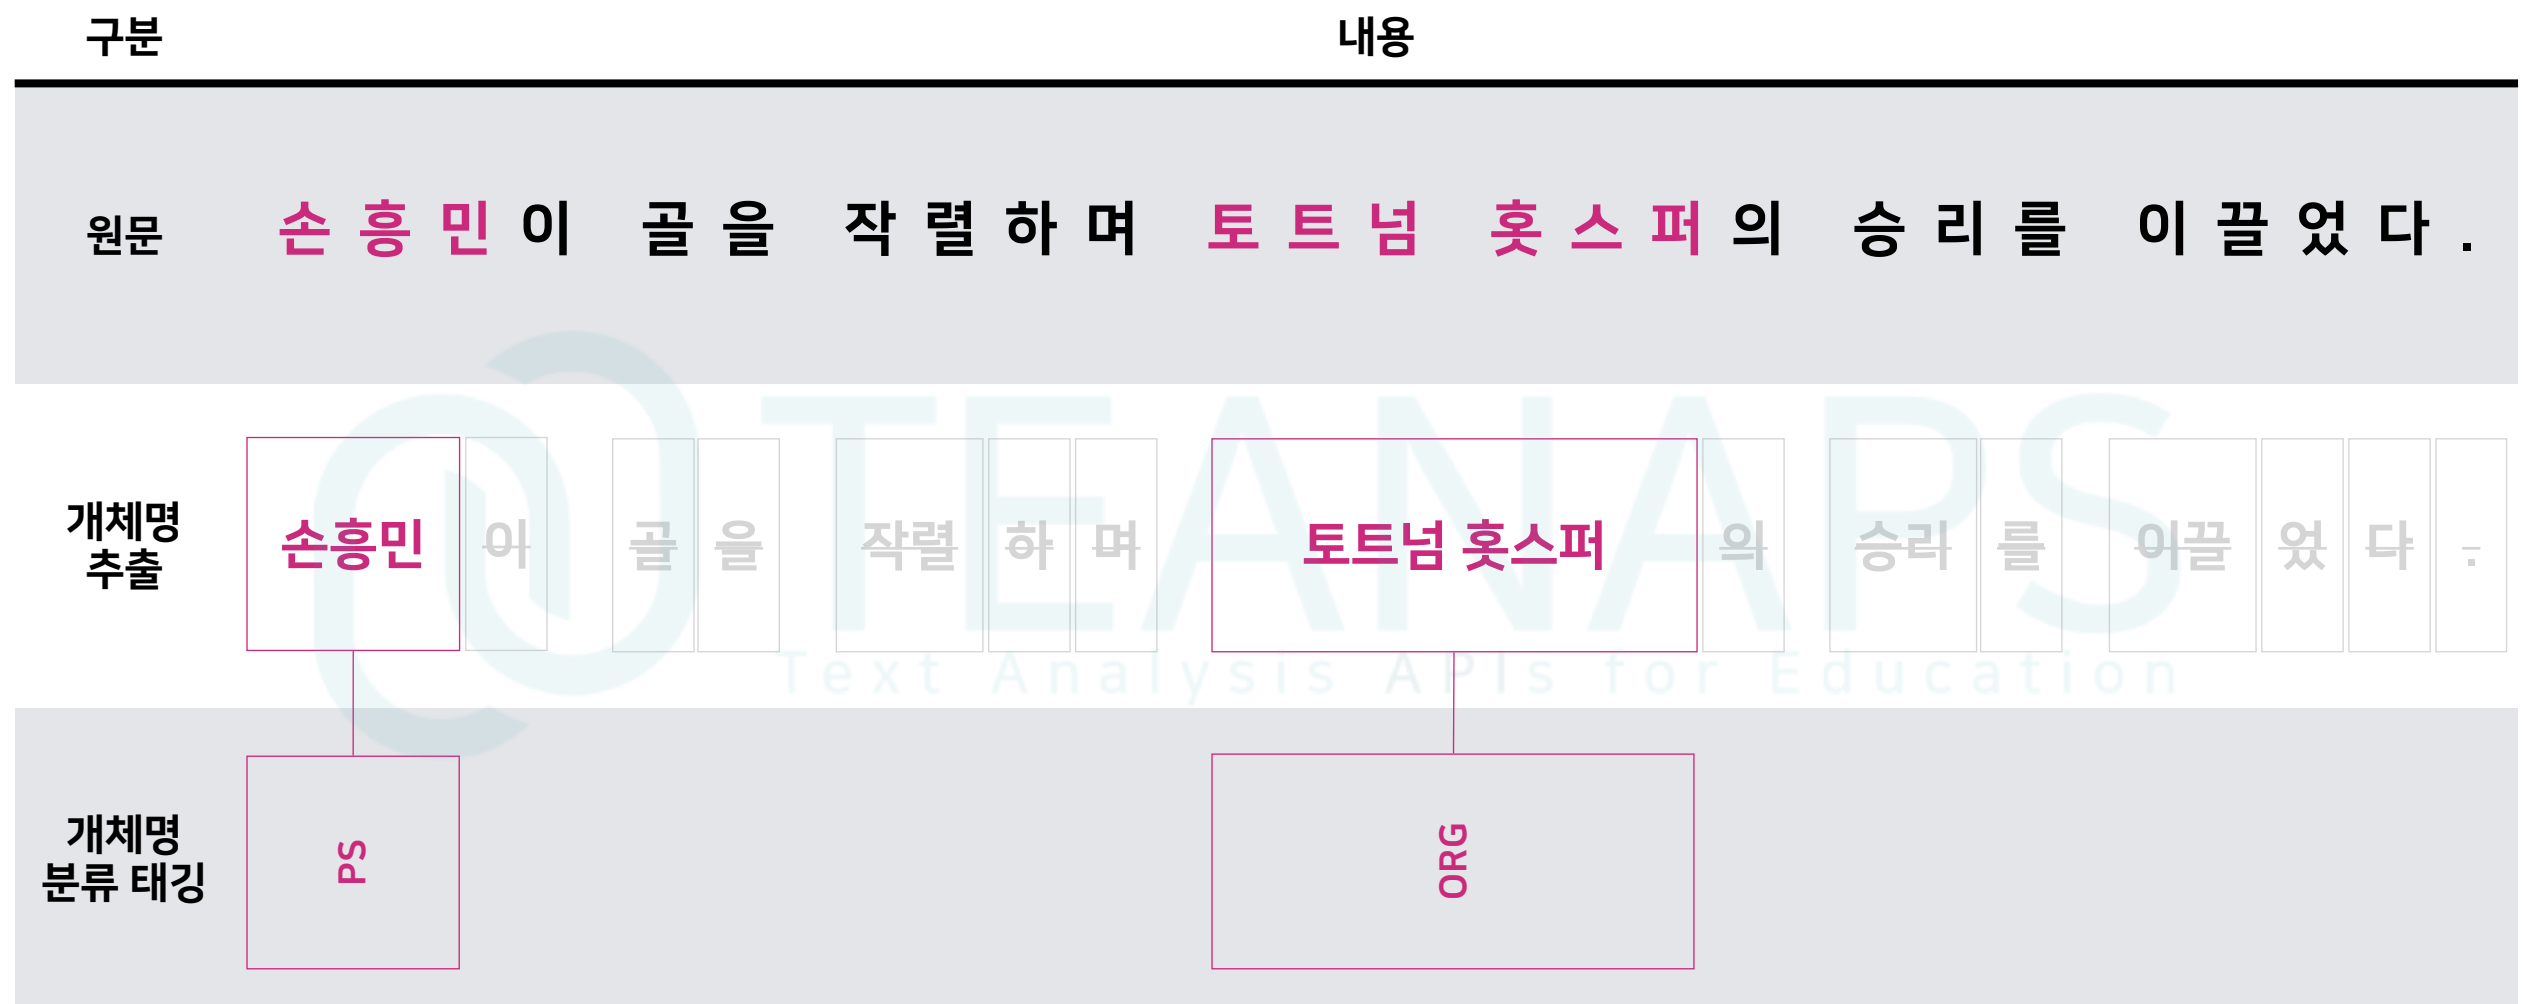 구분 내용
원문 손흥민이 골을 작렬하며 토트넘 홋스퍼의 승리를 이끌었다.
개체명
추출
손흥민 이 골 을 작렬 하 며 토트넘 홋스퍼 의 승리 를 이끌 었 다 .
TEANAPS
Text Analysis APIs for Education
개체명
분류 태깅
PS ORG